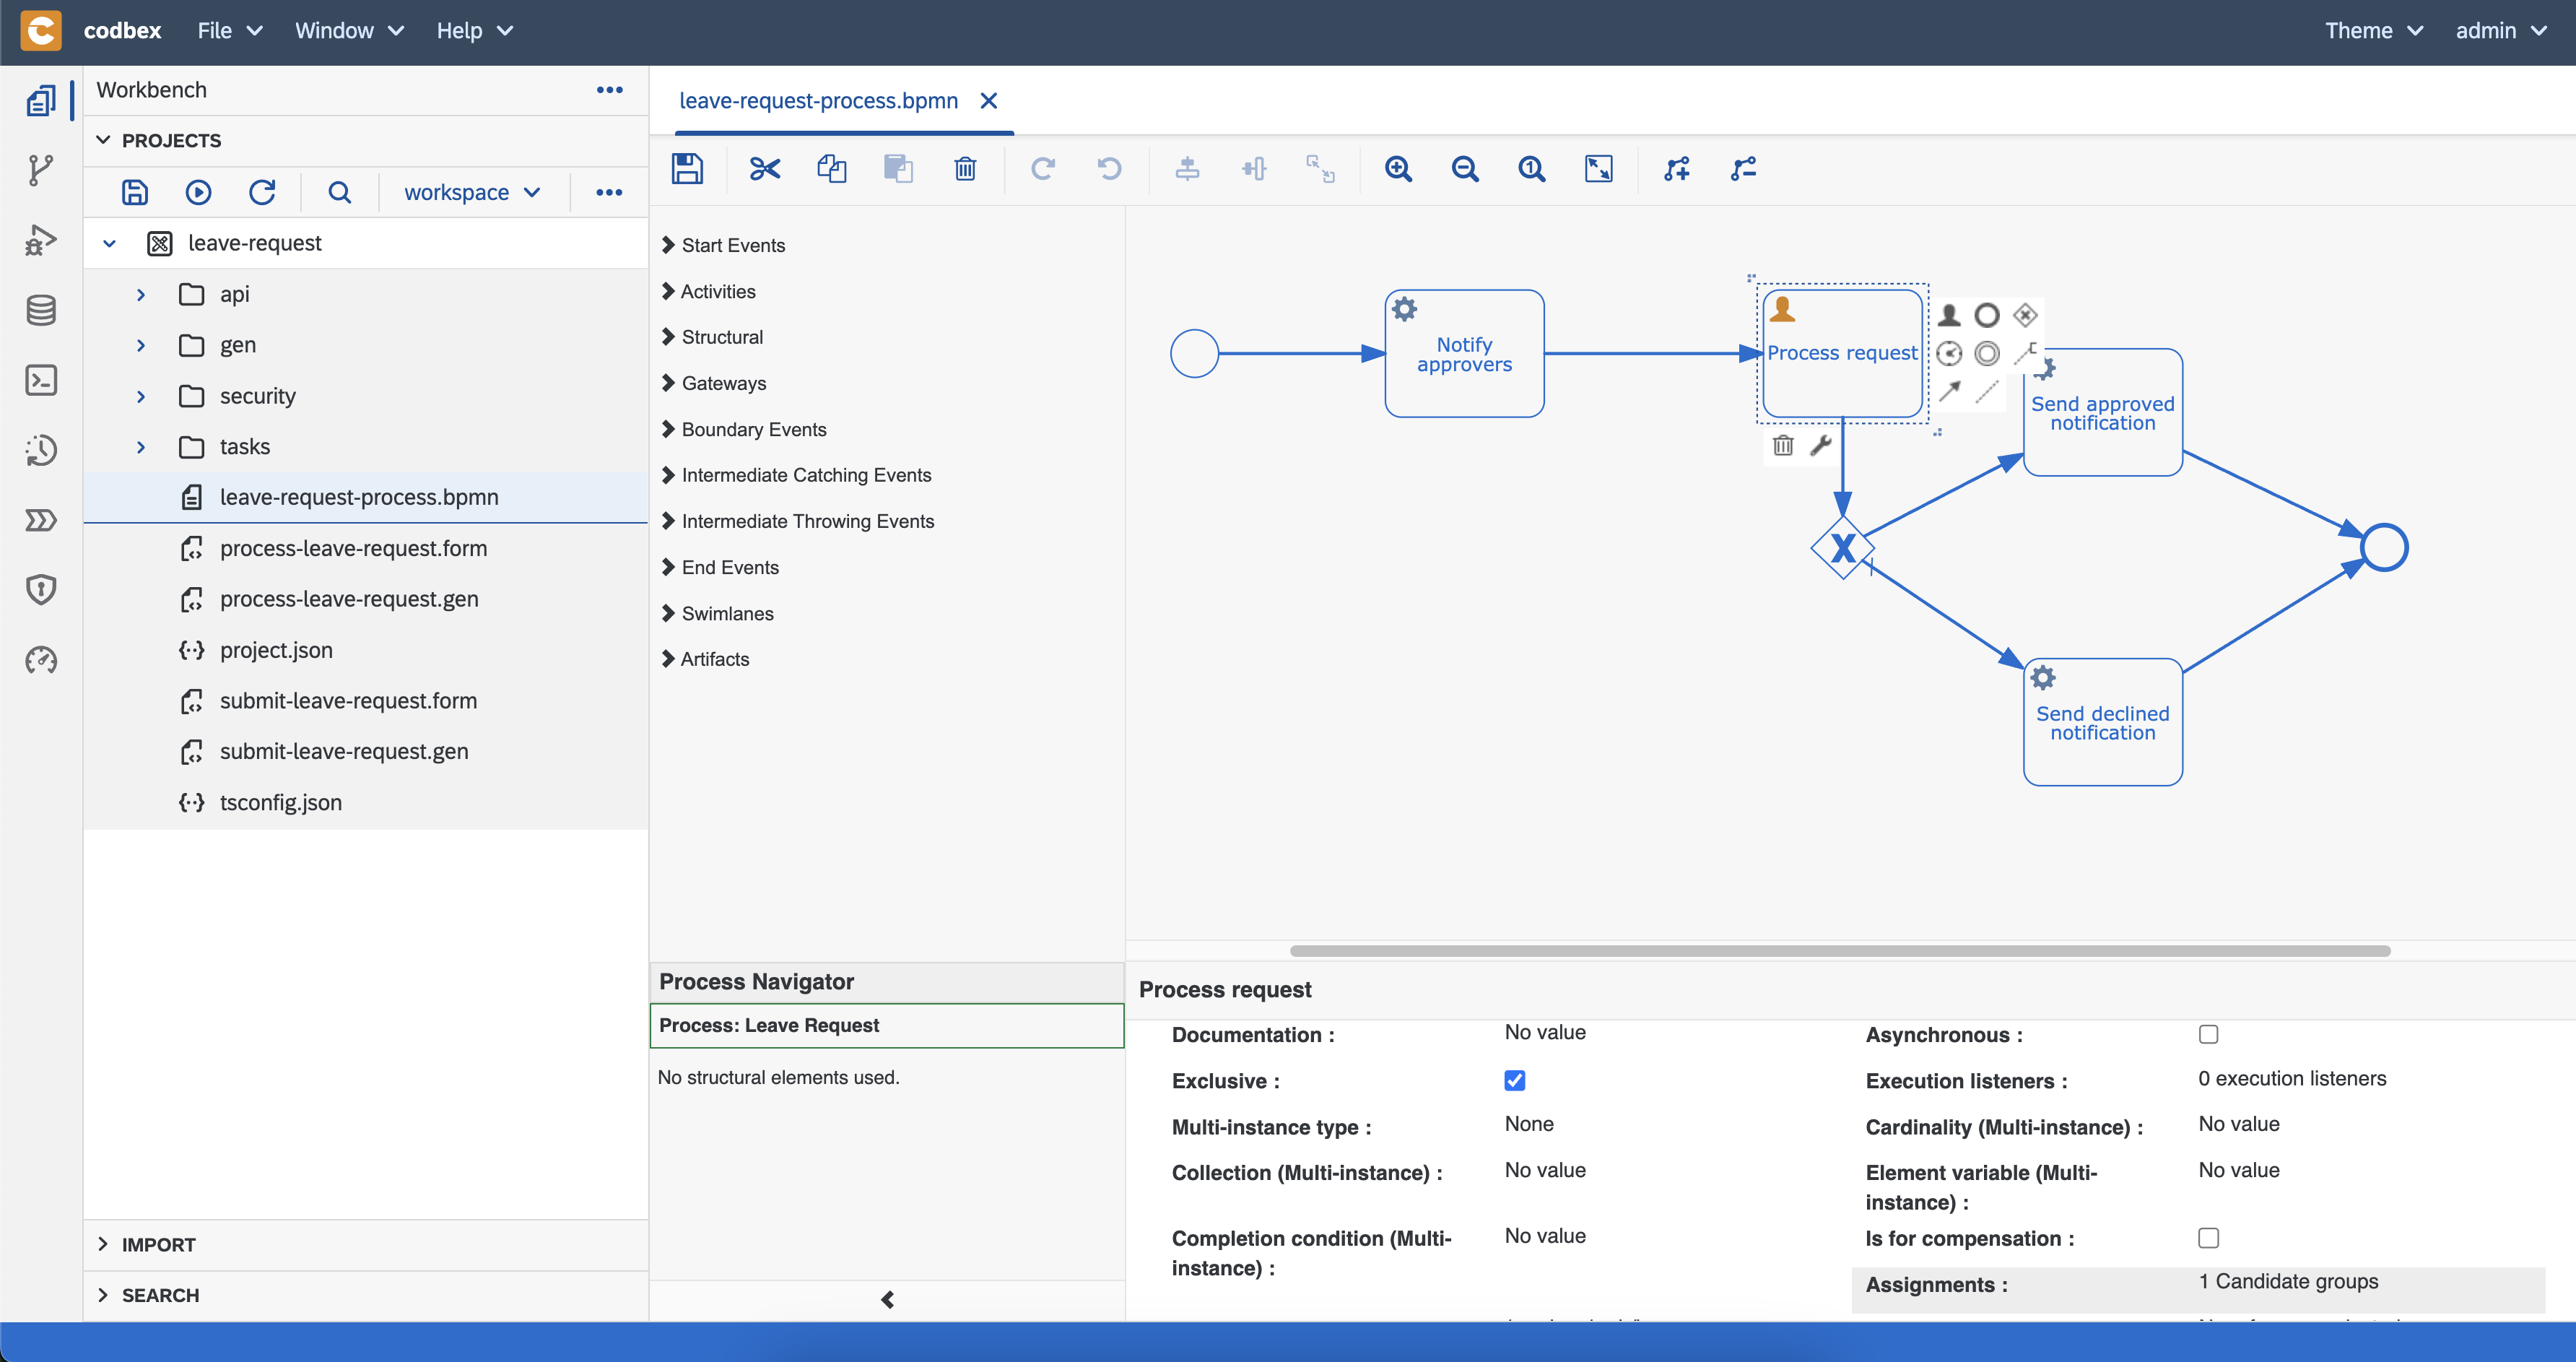 codbex File Window Help Theme admin
Workbench
PROJECTS
workspace
leave-request
api
gen
security
tasks
leave-request-process.bpmn
process-leave-request.form
process-leave-request.gen
project.json
submit-leave-request.form
submit-leave-request.gen
tsconfig.json
IMPORT
SEARCH
leave-request-process.bpmn
Start Events
Activities
Structural
Gateways
Boundary Events
Intermediate Catching Events
Intermediate Throwing Events
End Events
Swimlanes
Artifacts
Process Navigator
Process: Leave Request
No structural elements used.
Notify
approvers
Process request
Send approved
notification
X
Send declined
notification
Process request
Documentation : No value Asynchronous :
Exclusive : Execution listeners : 0 execution listeners
Multi-instance type : None Cardinality (Multi-instance) : No value
Collection (Multi-instance) : No value Element variable (Multi-
instance) : No value
Completion condition (Multi-
instance) : No value Is for compensation :
Assignments : 1 Candidate groups